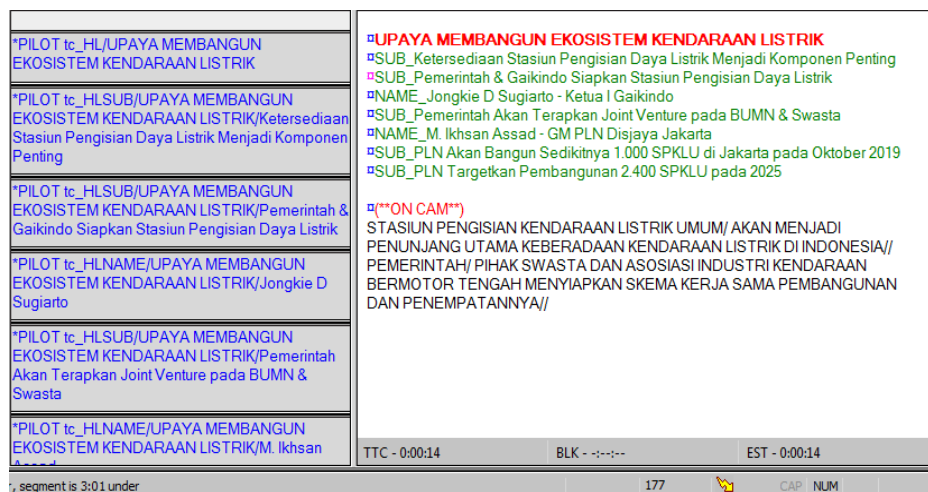 *PILOT tc_HL/UPAYA MEMBANGUN
EKOSISTEM KENDARAAN LISTRIK
*PILOT tc_HLSUB/UPAYA MEMBANGUN
EKOSISTEM KENDARAAN LISTRIK/Ketersediaan
Stasiun Pengisian Daya Listrik Menjadi Komponen
Penting
*PILOT tc_HLSUB/UPAYA MEMBANGUN
EKOSISTEM KENDARAAN LISTRIK/Pemerintah &
Gaikindo Siapkan Stasiun Pengisian Daya Listrik
*PILOT tc_HLNAME/UPAYA MEMBANGUN
EKOSISTEM KENDARAAN LISTRIK/Jongkie D
Sugiarto
*PILOT tc_HLSUB/UPAYA MEMBANGUN
EKOSISTEM KENDARAAN LISTRIK/Pemerintah
Akan Terapkan Joint Venture pada BUMN &
Swasta
*PILOT tc_HLNAME/UPAYA MEMBANGUN
EKOSISTEM KENDARAAN LISTRIK/M. Ikhsan
¤UPAYA MEMBANGUN EKOSISTEM KENDARAAN LISTRIK
¤SUB_Ketersediaan Stasiun Pengisian Daya Listrik Menjadi Komponen Penting
¤SUB_Pemerintah & Gaikindo Siapkan Stasiun Pengisian Daya Listrik
¤NAME_Jongkie D Sugiarto - Ketua I Gaikindo
¤SUB_Pemerintah Akan Terapkan Joint Venture pada BUMN & Swasta
¤NAME_M. Ikhsan Assad - GM PLN Disjaya Jakarta
¤SUB_PLN Akan Bangun Sedikitnya 1.000 SPKLU di Jakarta pada Oktober 2019
¤SUB_PLN Targetkan Pembangunan 2.400 SPKLU pada 2025
¤(**ON CAM**)
STASIUN PENGISIAN KENDARAAN LISTRIK UMUM/ AKAN MENJADI
PENUNJANG UTAMA KEBERADAAN KENDARAAN LISTRIK DI INDONESIA//
PEMERINTAH/ PIHAK SWASTA DAN ASOSIASI INDUSTRI KENDARAAN
BERMOTOR TENGAH MENYIAPKAN SKEMA KERJA SAMA PEMBANGUNAN
DAN PENEMPATANNYA//
TTC - 0:00:14 BLK - -:--:-- EST - 0:00:14
, segment is 3:01 under 177 CAP NUM